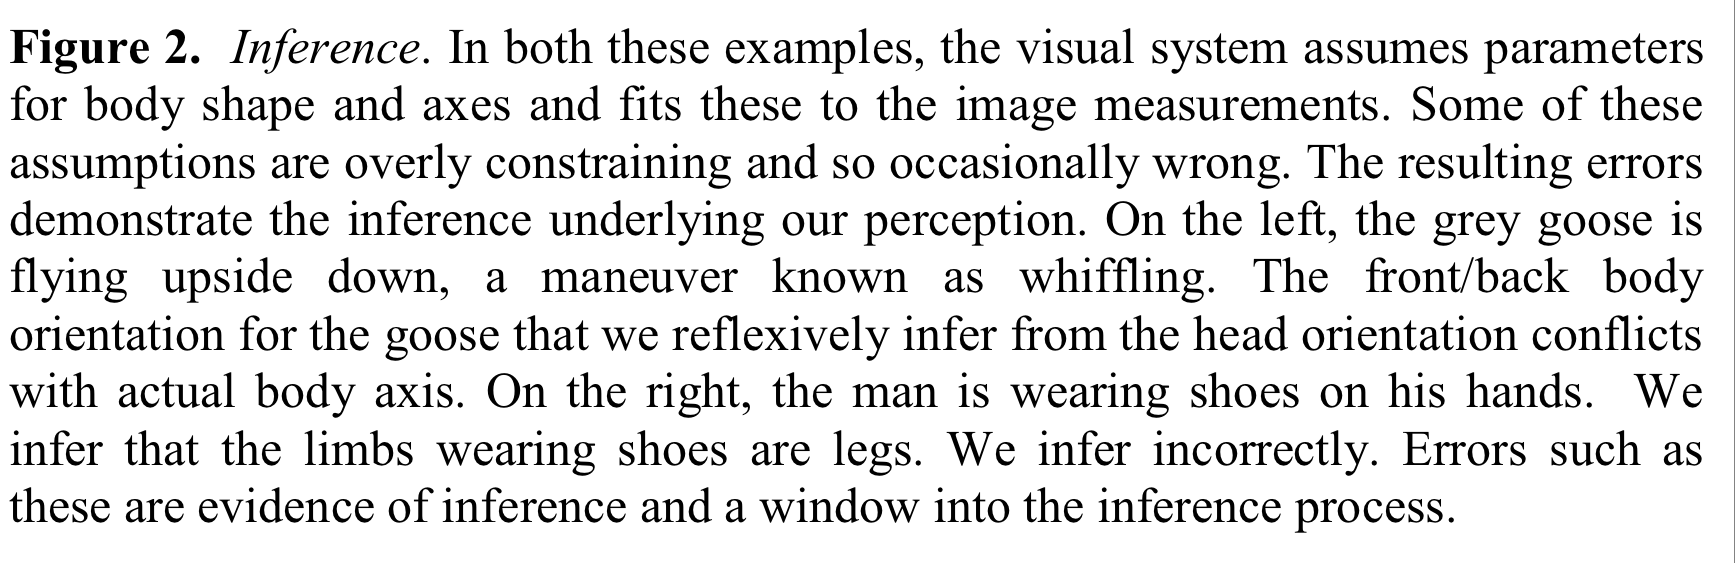 Figure 2. Inference. In both these examples, the visual system assumes parameters
for body shape and axes and fits these to the image measurements. Some of these
assumptions are overly constraining and so occasionally wrong. The resulting errors
demonstrate the inference underlying our perception. On the left, the grey goose is
flying upside down, a maneuver known as whiffling. The front/back body
orientation for the goose that we reflexively infer from the head orientation conflicts
with actual body axis. On the right, the man is wearing shoes on his hands. We
infer that the limbs wearing shoes are legs. We infer incorrectly. Errors such as
these are evidence of inference and a window into the inference process.